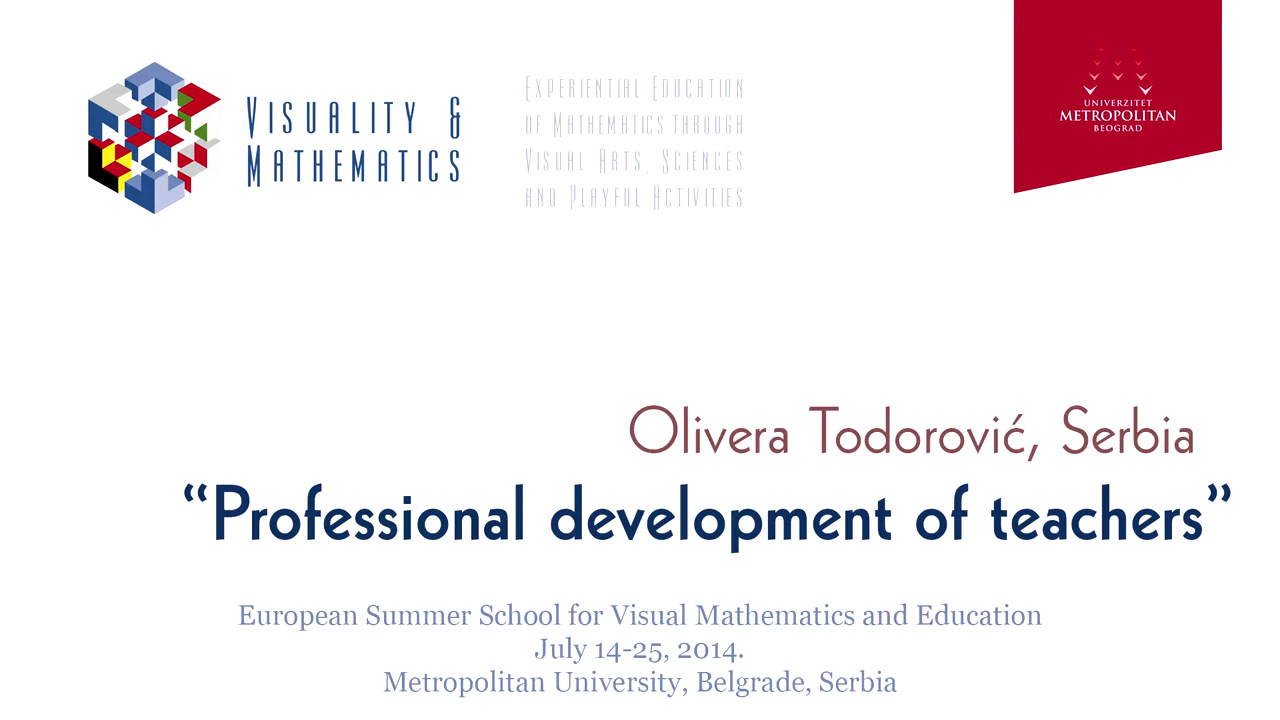 VISUALITY &
MATHEMATICS
EXPERIENTIAL EDUCATION
OF MATHEMATICS THROUGH
VISUAL ARTS, SCIENCES
AND PLAYFUL ACTIVITIES
UNIVERZITET
METROPOLITAN
BEOGRAD
Olivera Todorović, Serbia
“Professional development of teachers”
European Summer School for Visual Mathematics and Education
July 14-25, 2014.
Metropolitan University, Belgrade, Serbia